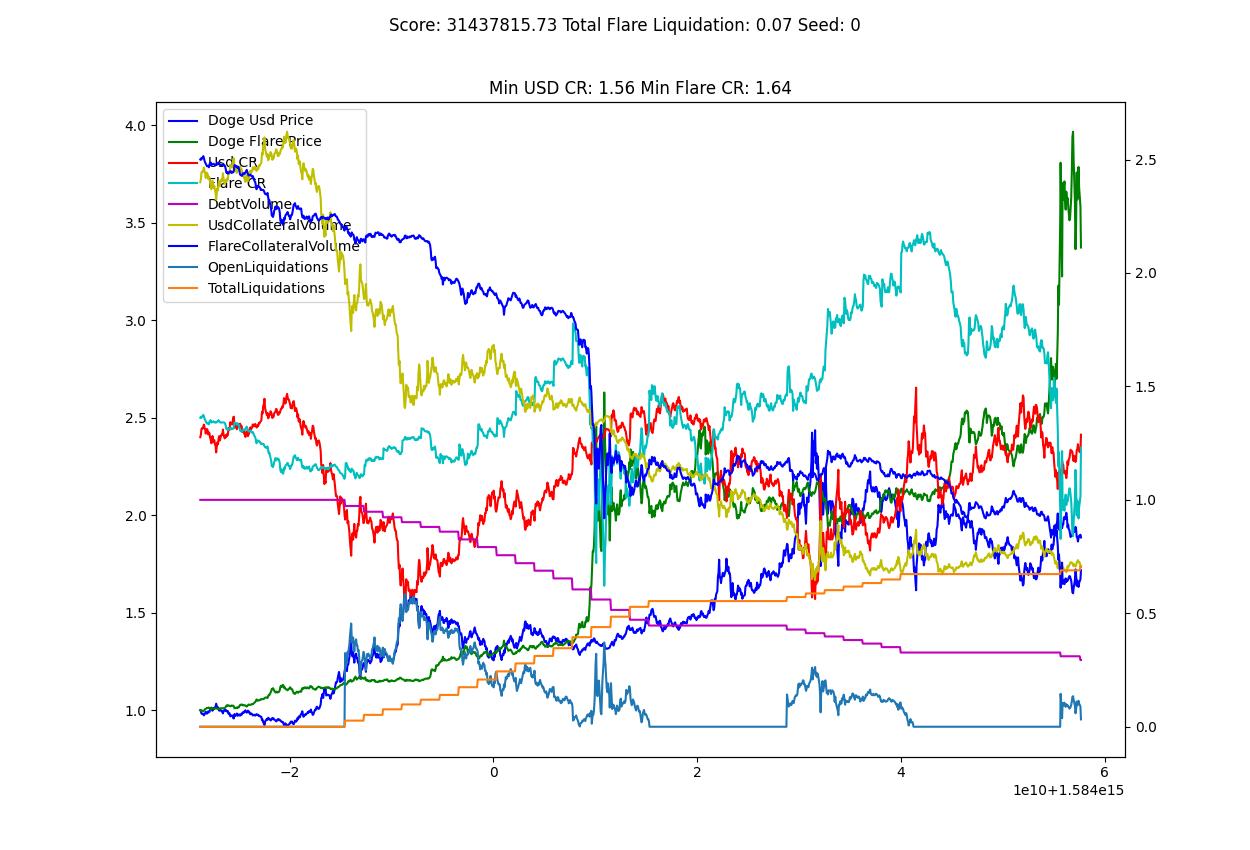 Score: 31437815.73 Total Flare Liquidation: 0.07 Seed: 0
Min USD CR: 1.56 Min Flare CR: 1.64
Doge Usd Price
Doge Flare Price
Usd CR
Flare CR
DebtVolume
UsdCollateralVolume
FlareCollateralVolume
OpenLiquidations
TotalLiquidations
4.0
3.5
3.0
2.5
2.0
1.5
1.0
2.5
2.0
1.5
1.0
0.5
0.0
−2
0
2
4
6
1e10+1.584e15